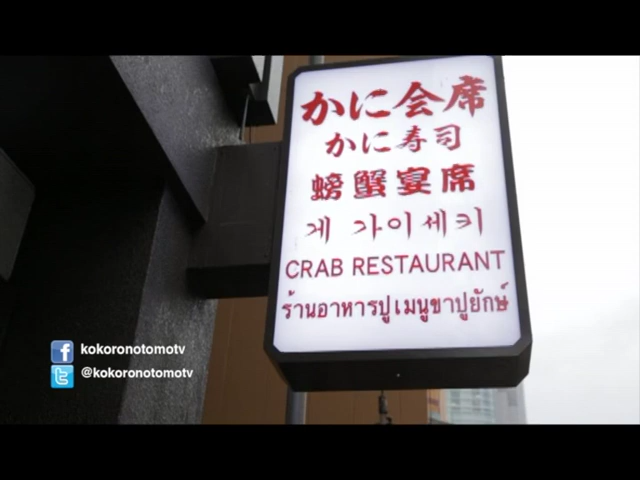 かに会席
かに寿司
螃蟹宴席
게 가이세키
CRAB RESTAURANT
ร้านอาหารปูเมนูขาปูยักษ์
kokoronotomotv
@kokoronotomotv